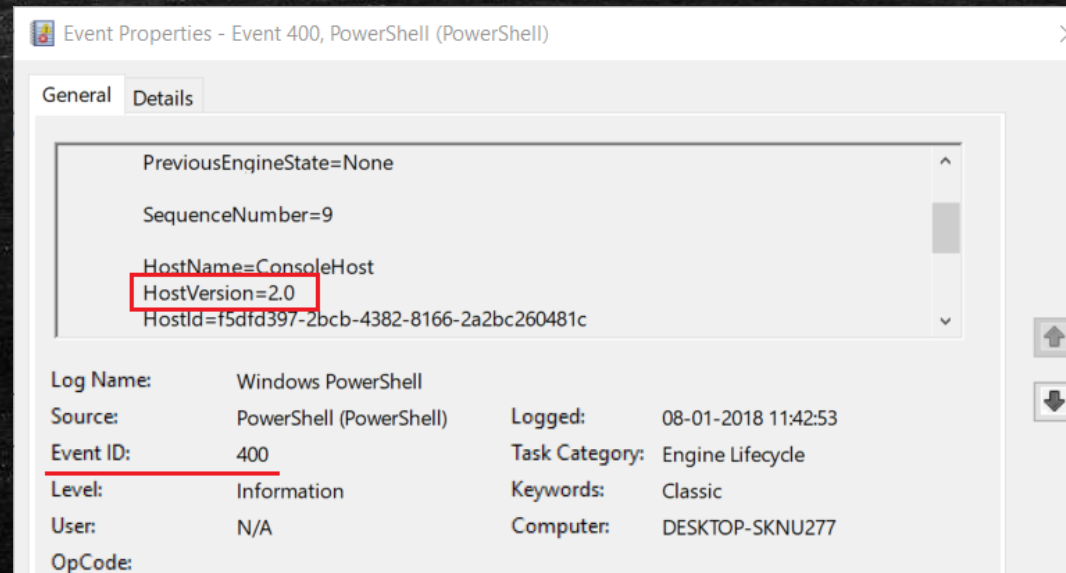 Event Properties - Event 400, PowerShell (PowerShell)
General Details
PreviousEngineState=None
SequenceNumber=9
HostName=ConsoleHost
HostVersion=2.0
HostId=f5dfd397-2bcb-4382-8166-2a2bc260481c
Log Name: Windows PowerShell
Source: PowerShell (PowerShell) Logged: 08-01-2018 11:42:53
Event ID: 400 Task Category: Engine Lifecycle
Level: Information Keywords: Classic
User: N/A Computer: DESKTOP-SKNU277
OpCode: